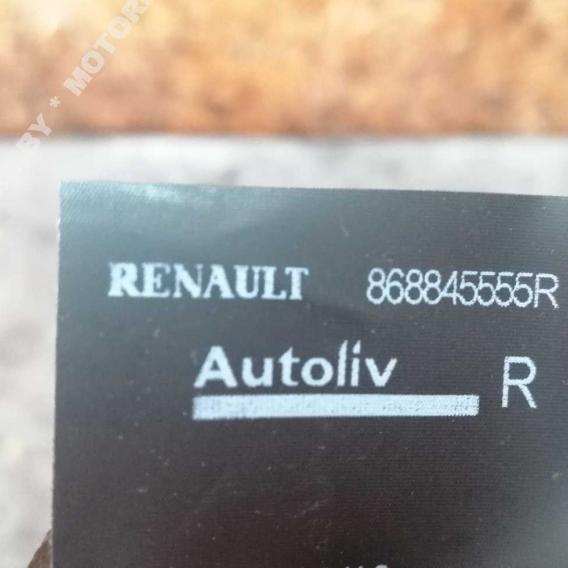 BY * MOTOR
RENAULT 868845555R
Autoliv R